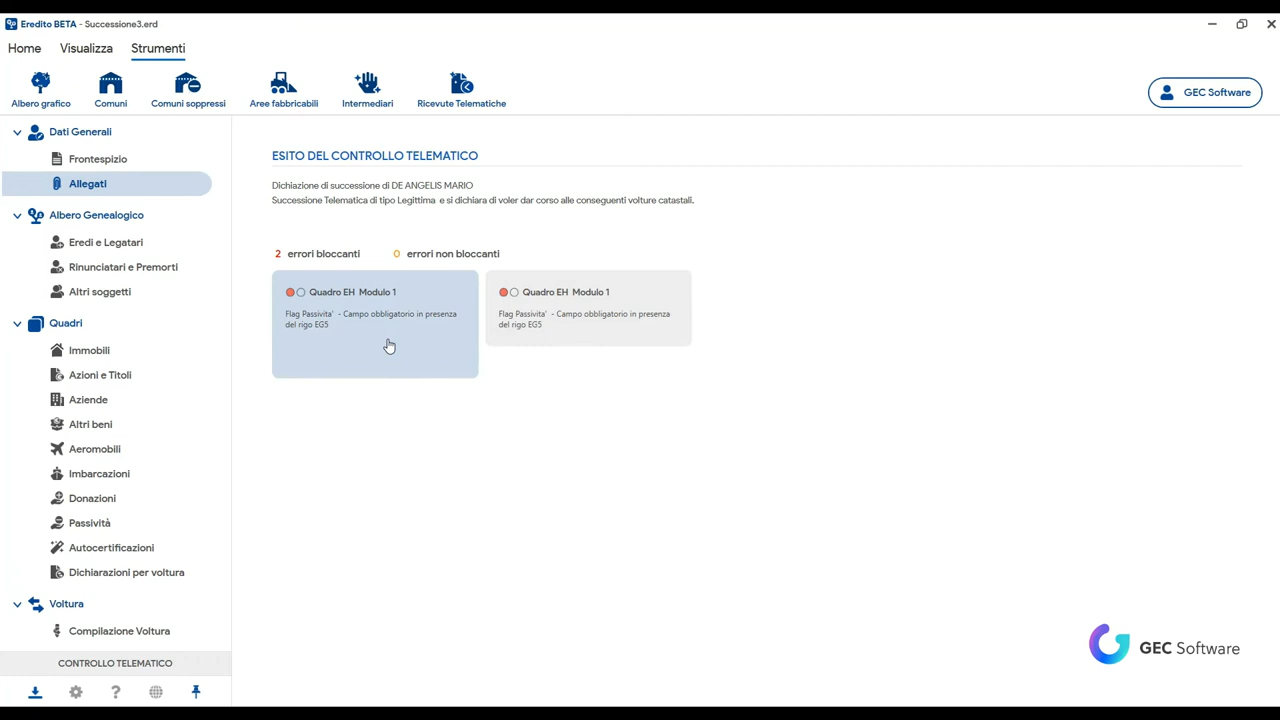 Eredito BETA - Successione3.erd
Home Visualizza Strumenti
Albero grafico Comuni Comuni soppressi Aree fabbricabili Intermediari Ricevute Telematiche
GEC Software
Dati Generali
Frontespizio
Allegati
Albero Genealogico
Eredi e Legatari
Rinunciatari e Premorti
Altri soggetti
Quadri
Immobili
Azioni e Titoli
Aziende
Altri beni
Aeromobili
Imbarcazioni
Donazioni
Passività
Autocertificazioni
Dichiarazioni per voltura
Voltura
Compilazione Voltura
CONTROLLO TELEMATICO
ESITO DEL CONTROLLO TELEMATICO
Dichiazione di successione di DE ANGELIS MARIO
Successione Telematica di tipo Legittima e si dichiara di voler dar corso alle conseguenti volture catastali.
2 errori bloccanti 0 errori non bloccanti
Quadro EH Modulo 1
Flag Passivita' - Campo obbligatorio in presenza
del rigo EG5
Quadro EH Modulo 1
Flag Passivita' - Campo obbligatorio in presenza
del rigo EG5
GEC Software